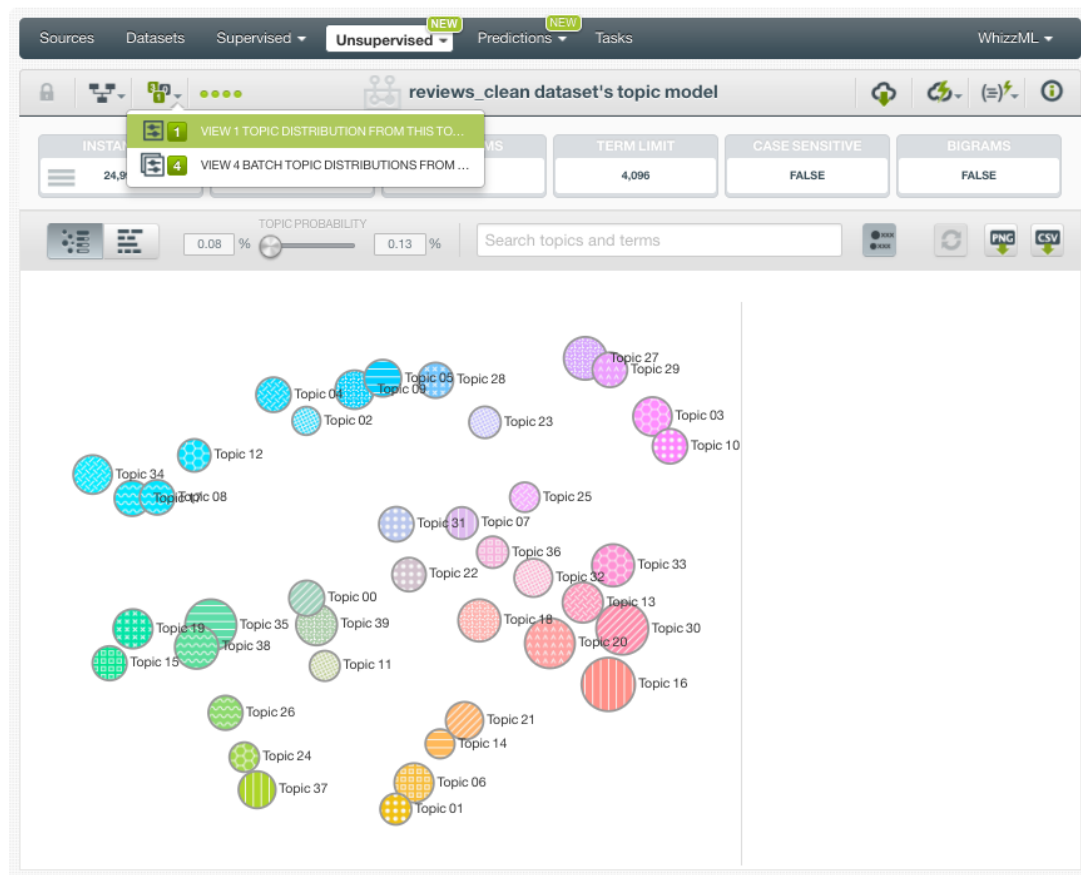 NEW NEW
Sources Datasets Supervised Unsupervised Predictions Tasks WhizzML
reviews_clean dataset's topic model
1 VIEW 1 TOPIC DISTRIBUTION FROM THIS TO...
4 VIEW 4 BATCH TOPIC DISTRIBUTIONS FROM ...
TERM LIMIT CASE SENSITIVE BIGRAMS
4,096 FALSE FALSE
TOPIC PROBABILITY
0.08 % 0.13 % Search topics and terms PNG CSV
Topic 27
Topic 29
Topic 05 Topic 28
Topic 09
Topic 04
Topic 03
Topic 02 Topic 23
Topic 10
Topic 12
Topic 34
Topic 08
Topic 25
Topic 31 Topic 07
Topic 36
Topic 33
Topic 22 Topic 32
Topic 00
Topic 13
Topic 18
Topic 35 Topic 39
Topic 19 Topic 30
Topic 20
Topic 38
Topic 15 Topic 11
Topic 16
Topic 26
Topic 21
Topic 14
Topic 24
Topic 06
Topic 37
Topic 01